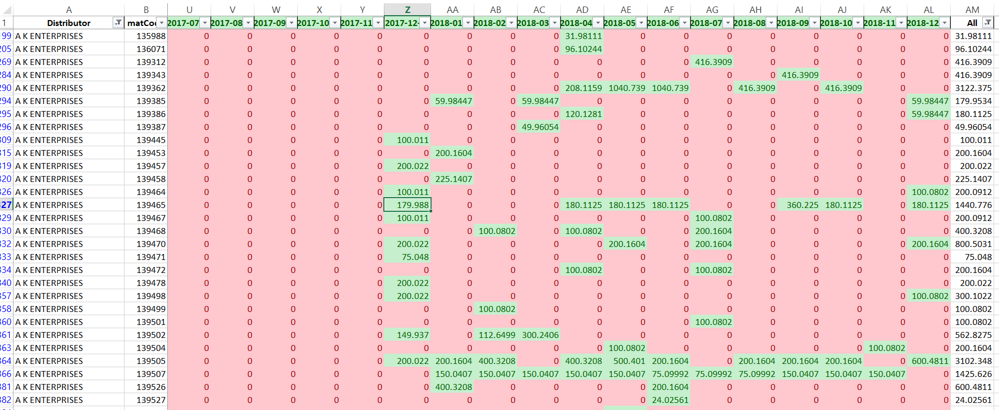 A B U V W X Y Z AA AB AC AD AE AF AG AH AI AJ AK AL AM
1 Distributor matCo 2017-07 2017-08 2017-09 2017-10 2017-11 2017-12- 2018-01 2018-02 2018-03 2018-04 2018-05 2018-06 2018-07 2018-08 2018-09 2018-10 2018-11 2018-12 All
199 A K ENTERPRISES 135988 0 0 0 0 0 0 0 0 0 31.98111 0 0 0 0 0 0 0 0 31.98111
205 A K ENTERPRISES 136071 0 0 0 0 0 0 0 0 0 96.10244 0 0 0 0 0 0 0 0 96.10244
269 A K ENTERPRISES 139312 0 0 0 0 0 0 0 0 0 0 0 0 416.3909 0 0 0 0 0 416.3909
284 A K ENTERPRISES 139343 0 0 0 0 0 0 0 0 0 0 0 0 0 0 416.3909 0 0 0 416.3909
290 A K ENTERPRISES 139362 0 0 0 0 0 0 0 0 0 208.1159 1040.739 1040.739 0 416.3909 0 416.3909 0 0 3122.375
294 A K ENTERPRISES 139385 0 0 0 0 0 0 59.98447 0 59.98447 0 0 0 0 0 0 0 0 59.98447 179.9534
295 A K ENTERPRISES 139386 0 0 0 0 0 0 0 0 0 120.1281 0 0 0 0 0 0 0 59.98447 180.1125
296 A K ENTERPRISES 139387 0 0 0 0 0 0 0 0 49.96054 0 0 0 0 0 0 0 0 0 49.96054
309 A K ENTERPRISES 139445 0 0 0 0 0 100.011 0 0 0 0 0 0 0 0 0 0 0 0 100.011
315 A K ENTERPRISES 139453 0 0 0 0 0 0 200.1604 0 0 0 0 0 0 0 0 0 0 0 200.1604
319 A K ENTERPRISES 139457 0 0 0 0 0 200.022 0 0 0 0 0 0 0 0 0 0 0 0 200.022
320 A K ENTERPRISES 139458 0 0 0 0 0 0 225.1407 0 0 0 0 0 0 0 0 0 0 0 225.1407
326 A K ENTERPRISES 139464 0 0 0 0 0 100.011 0 0 0 0 0 0 0 0 0 0 0 100.0802 200.0912
327 A K ENTERPRISES 139465 0 0 0 0 0 179.988 0 0 0 180.1125 180.1125 180.1125 0 0 360.225 180.1125 0 180.1125 1440.776
329 A K ENTERPRISES 139467 0 0 0 0 0 100.011 0 0 0 0 0 0 100.0802 0 0 0 0 0 200.0912
330 A K ENTERPRISES 139468 0 0 0 0 0 0 0 100.0802 0 100.0802 0 0 200.1604 0 0 0 0 0 400.3208
332 A K ENTERPRISES 139470 0 0 0 0 0 200.022 0 0 0 0 200.1604 0 200.1604 0 0 0 0 200.1604 800.5031
333 A K ENTERPRISES 139471 0 0 0 0 0 75.048 0 0 0 0 0 0 0 0 0 0 0 0 75.048
334 A K ENTERPRISES 139472 0 0 0 0 0 0 0 0 0 100.0802 0 0 100.0802 0 0 0 0 0 200.1604
340 A K ENTERPRISES 139478 0 0 0 0 0 200.022 0 0 0 0 0 0 0 0 0 0 0 0 200.022
357 A K ENTERPRISES 139498 0 0 0 0 0 200.022 0 0 0 0 0 0 0 0 0 0 0 100.0802 300.1022
358 A K ENTERPRISES 139499 0 0 0 0 0 0 0 100.0802 0 0 0 0 0 0 0 0 0 0 100.0802
360 A K ENTERPRISES 139501 0 0 0 0 0 0 0 0 0 0 0 0 100.0802 0 0 0 0 0 100.0802
361 A K ENTERPRISES 139502 0 0 0 0 0 149.937 0 112.6499 300.2406 0 0 0 0 0 0 0 0 0 562.8275
363 A K ENTERPRISES 139504 0 0 0 0 0 0 0 0 0 0 100.0802 0 0 0 0 0 100.0802 0 200.1604
364 A K ENTERPRISES 139505 0 0 0 0 0 200.022 200.1604 400.3208 0 400.3208 500.401 200.1604 0 200.1604 200.1604 200.1604 0 600.4811 3102.348
366 A K ENTERPRISES 139507 0 0 0 0 0 0 150.0407 150.0407 150.0407 150.0407 150.0407 75.09992 75.09992 75.09992 150.0407 150.0407 150.0407 0 1425.626
381 A K ENTERPRISES 139526 0 0 0 0 0 0 400.3208 0 0 0 0 200.1604 0 0 0 0 0 0 600.4811
382 A K ENTERPRISES 139527 0 0 0 0 0 0 0 0 0 0 0 24.02561 0 0 0 0 0 0 24.02561